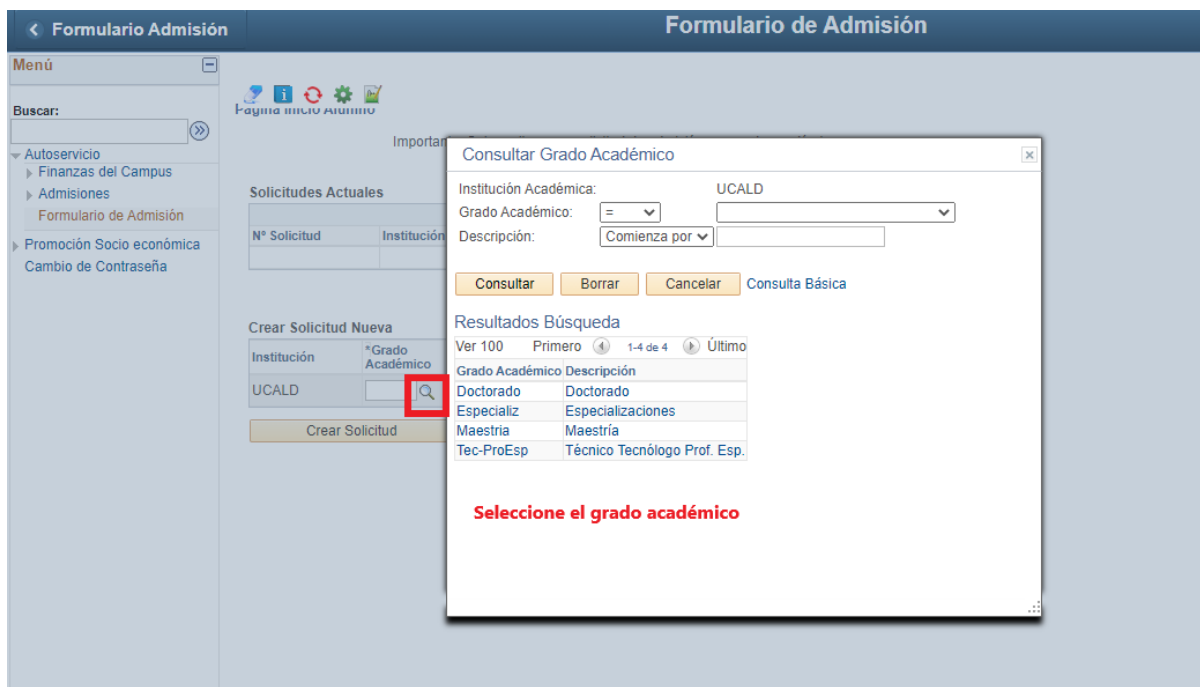 Formulario Admisión
Formulario de Admisión
Menú
Buscar:
Autoservicio
Finanzas del Campus
Admisiones
Formulario de Admisión
Promoción Socio económica
Cambio de Contraseña
Página Inicio Alumno
Importan
Solicitudes Actuales
Nº Solicitud Institución
Crear Solicitud Nueva
Institución *Grado Académico
UCALD
Crear Solicitud
Consultar Grado Académico
Institución Académica: UCALD
Grado Académico: =
Descripción: Comienza por
Consultar Borrar Cancelar Consulta Básica
Resultados Búsqueda
Ver 100 Primero 1-4 de 4 Último
Grado Académico Descripción
Doctorado Doctorado
Especializ Especializaciones
Maestria Maestría
Tec-ProEsp Técnico Tecnólogo Prof. Esp.
Seleccione el grado académico